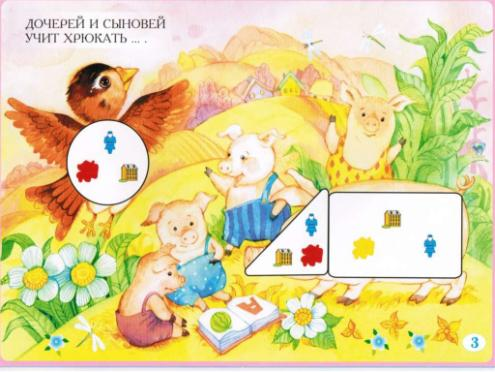 ДОЧЕРЕЙ И СЫНОВЕЙ
УЧИТ ХРЮКАТЬ ... .
А
3